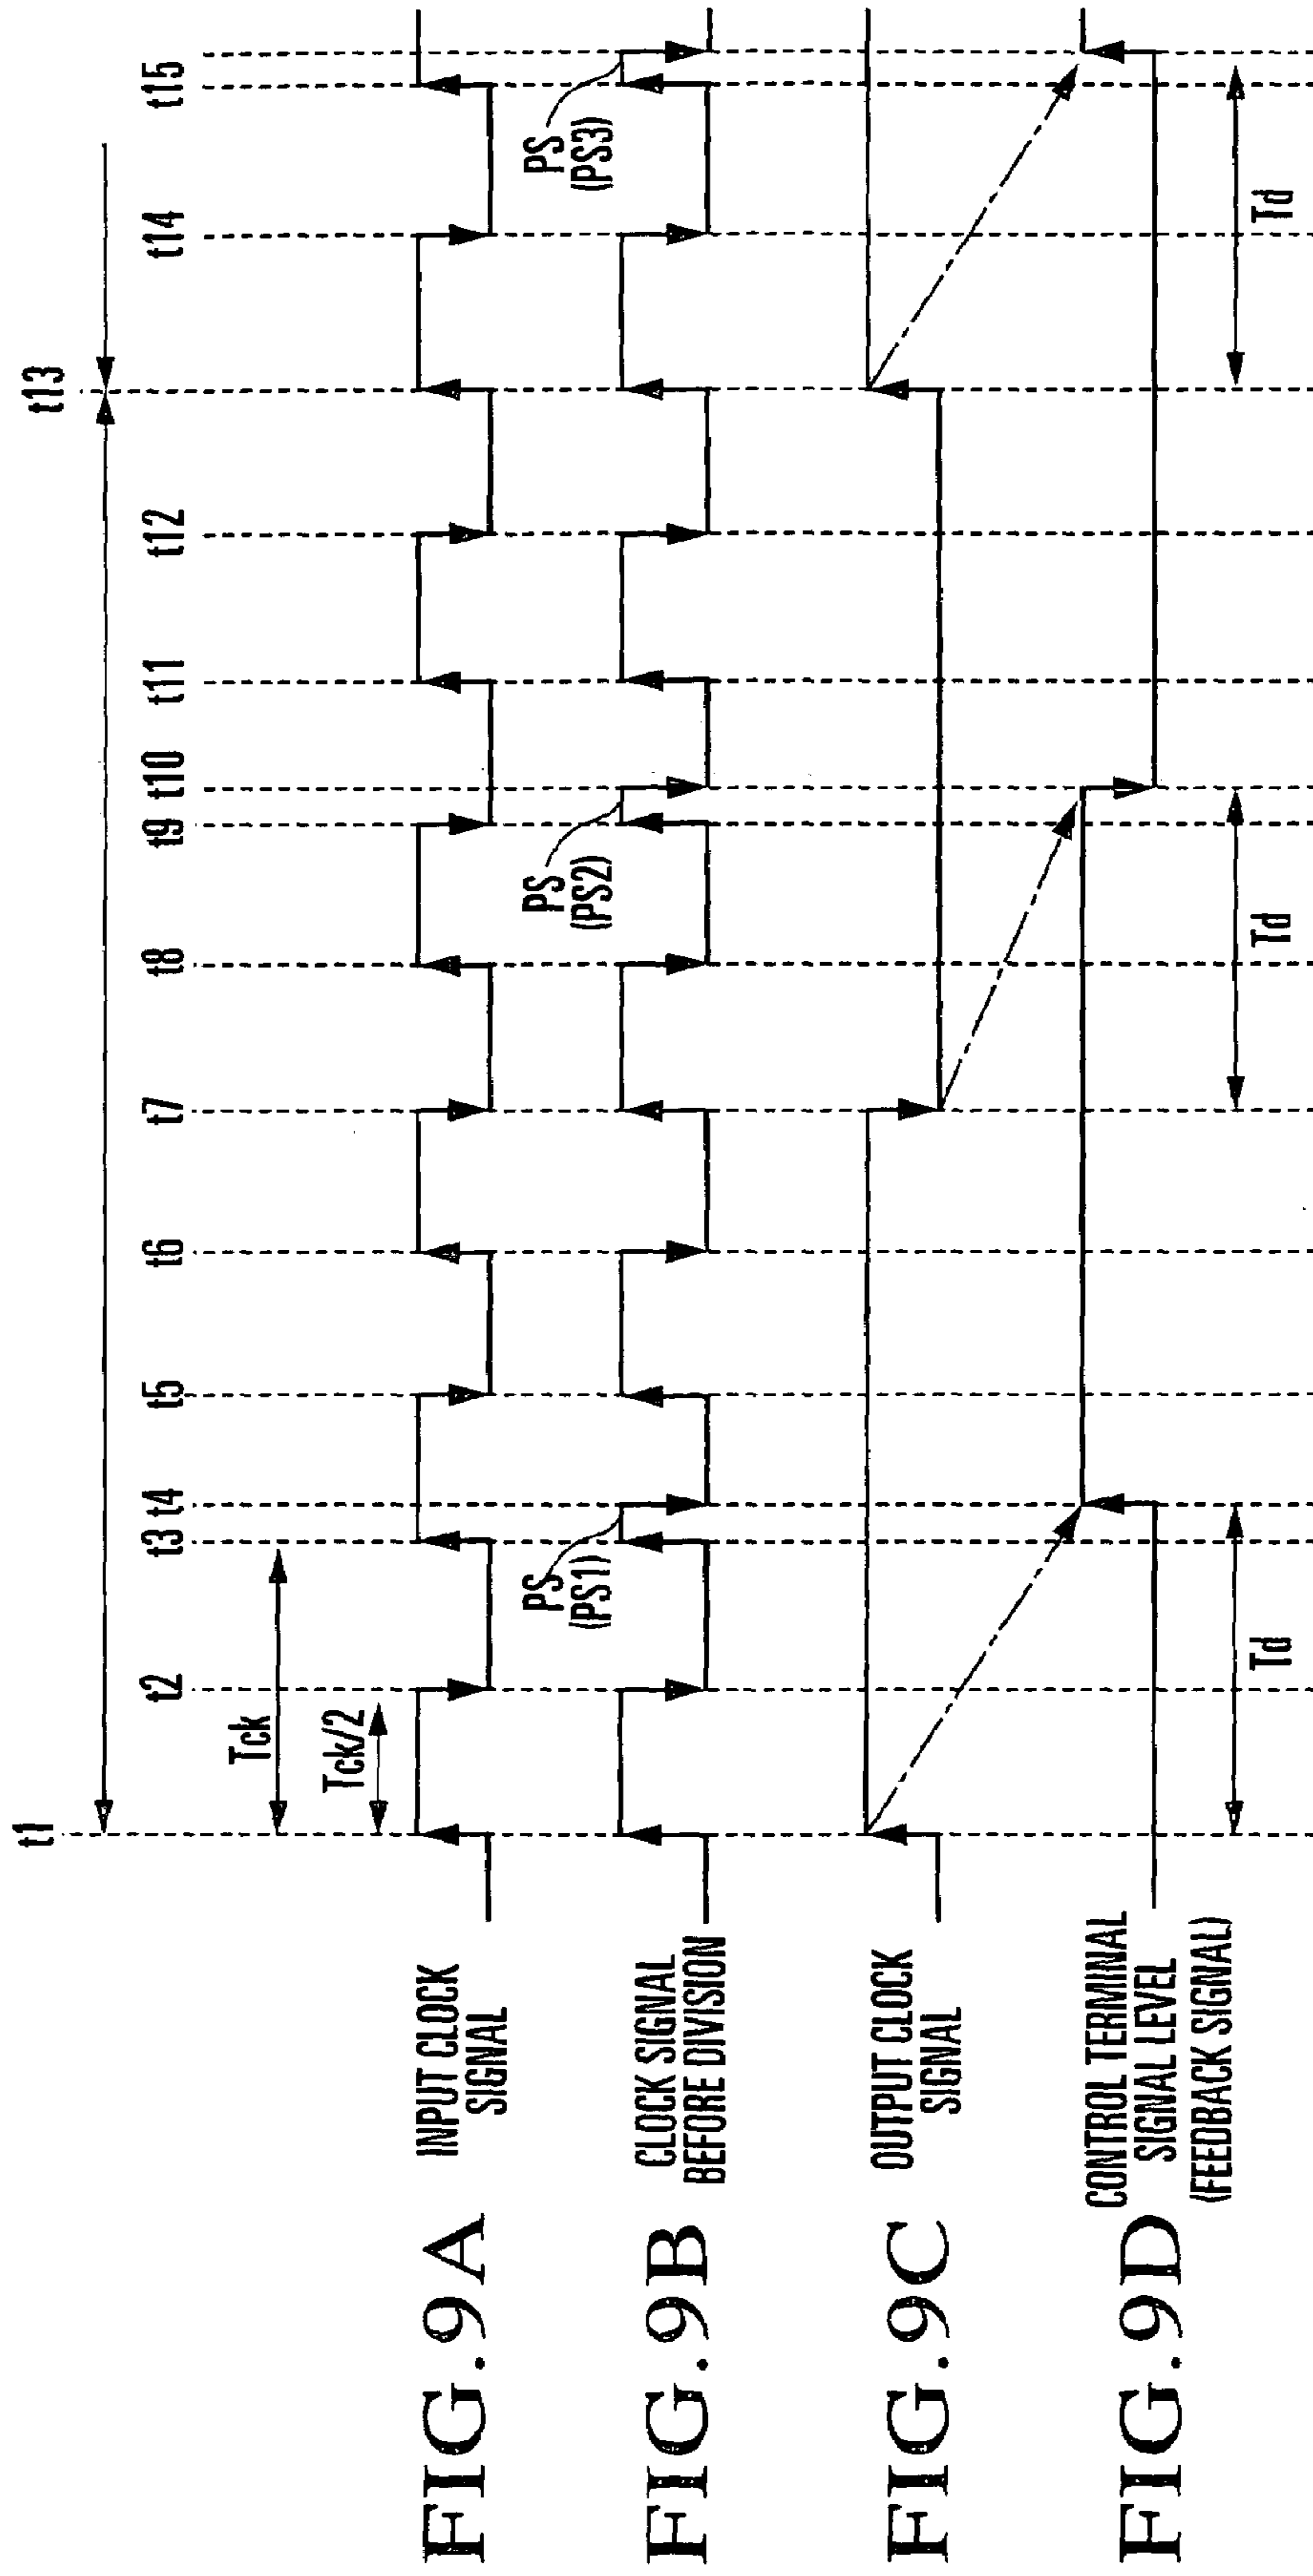 t1
t13
t2
t3
t4
t5
t6
t7
t8
t9
t10
t11
t12
t14
t15
Tck
Tck/2
FIG.9A
INPUT CLOCK
SIGNAL
PS
(PS1)
PS
(PS2)
PS
(PS3)
FIG.9B
CLOCK SIGNAL
BEFORE DIVISION
FIG.9C
OUTPUT CLOCK
SIGNAL
FIG.9D
CONTROL TERMINAL
SIGNAL LEVEL
(FEEDBACK SIGNAL)
Td
Td
Td